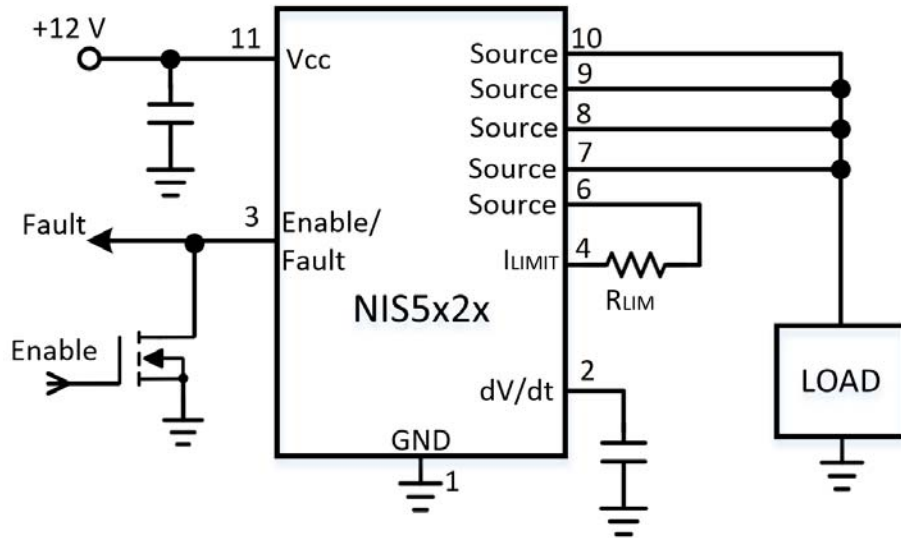 +12 V
11
Vcc
10
Source
9
Source
8
Source
7
Source
6
Source
Fault
3
Enable/
Fault
4
ILIMIT
RLIM
NIS5x2x
Enable
2
dV/dt
LOAD
GND
1